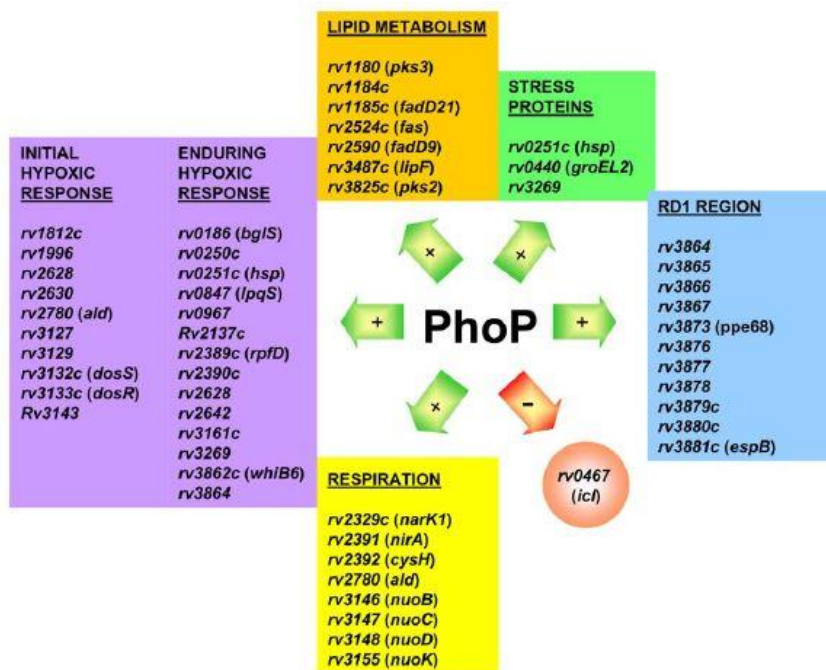 LIPID METABOLISM
rv1180 (pks3)
rv1184c
rv1185c (fadD21)
rv2524c (fas)
rv2590 (fadD9)
rv3487c (lipF)
rv3825c (pks2)
STRESS
PROTEINS
rv0251c (hsp)
rv0440 (groEL2)
rv3269
INITIAL
HYPOXIC
RESPONSE
rv1812c
rv1996
rv2628
rv2630
rv2780 (ald)
rv3127
rv3129
rv3132c (dosS)
rv3133c (dosR)
Rv3143
ENDURING
HYPOXIC
RESPONSE
rv0186 (bglS)
rv0250c
rv0251c (hsp)
rv0847 (lpqS)
rv0967
Rv2137c
rv2389c (rpfD)
rv2390c
rv2628
rv2642
rv3161c
rv3269
rv3862c (whiB6)
rv3864
RD1 REGION
rv3864
rv3865
rv3866
rv3867
rv3873 (ppe68)
rv3876
rv3877
rv3878
rv3879c
rv3880c
rv3881c (espB)
+
+
+
PhoP
+
+
−
rv0467
(icl)
RESPIRATION
rv2329c (narK1)
rv2391 (nirA)
rv2392 (cysH)
rv2780 (ald)
rv3146 (nuoB)
rv3147 (nuoC)
rv3148 (nuoD)
rv3155 (nuoK)